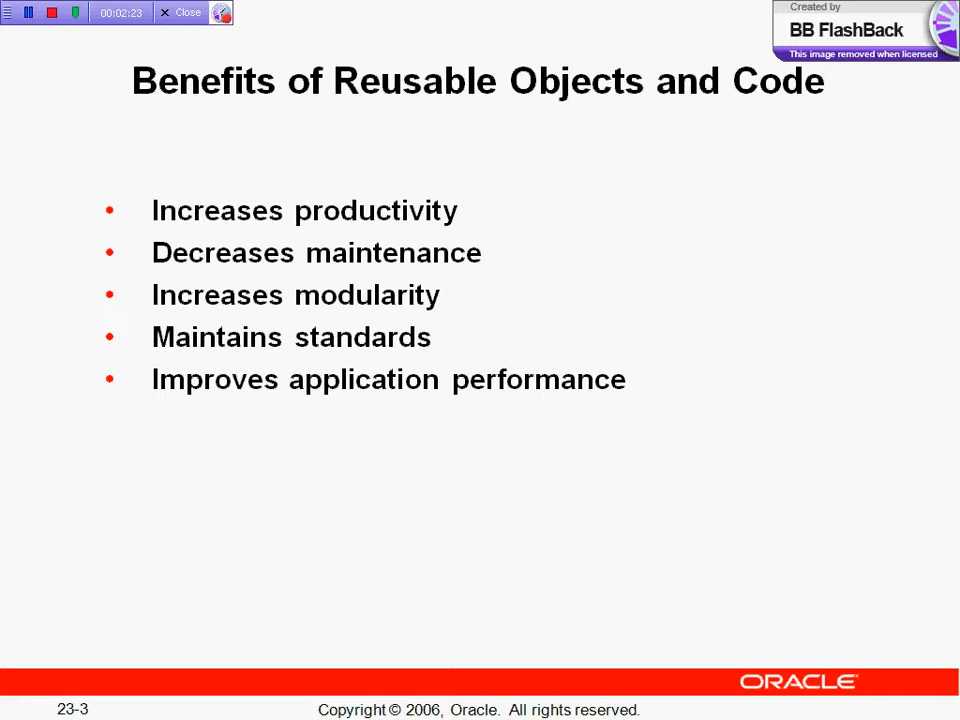 00:02:23
Close
Created by
BB FlashBack
This image removed when licensed
Benefits of Reusable Objects and Code
• Increases productivity
• Decreases maintenance
• Increases modularity
• Maintains standards
• Improves application performance
ORACLE
23-3
Copyright © 2006, Oracle. All rights reserved.